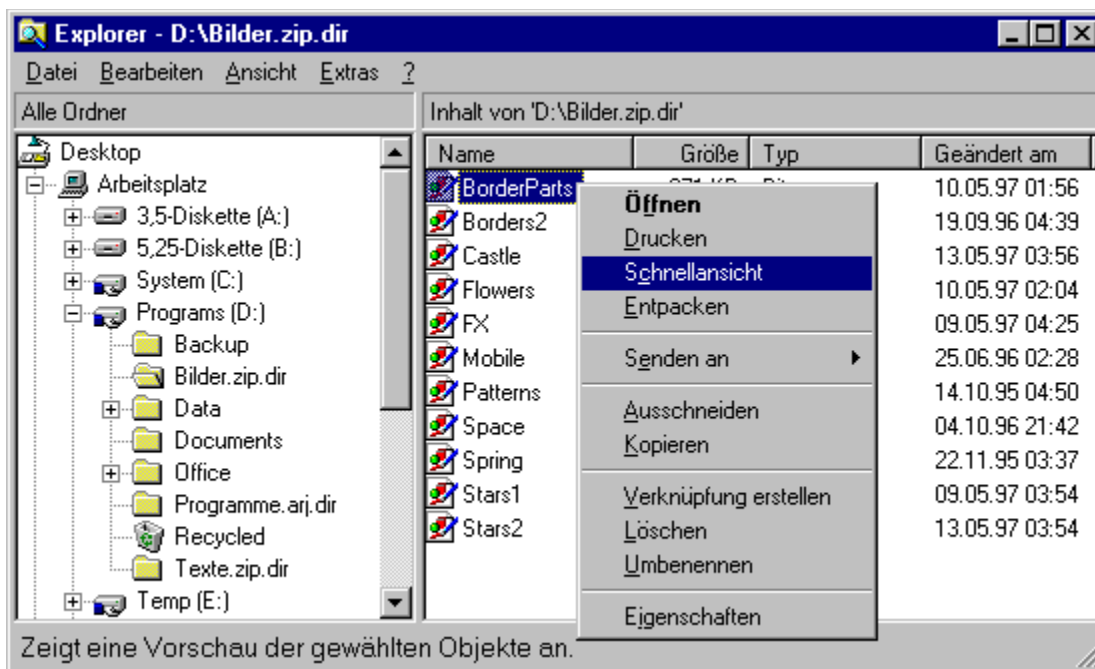 Explorer - D:\Bilder.zip.dir
Datei Bearbeiten Ansicht Extras ?
Alle Ordner
Inhalt von 'D:\Bilder.zip.dir'
Desktop
Arbeitsplatz
3,5-Diskette (A:)
5,25-Diskette (B:)
System (C:)
Programs (D:)
Backup
Bilder.zip.dir
Data
Documents
Office
Programme.arj.dir
Recycled
Texte.zip.dir
Temp (E:)
Name Größe Typ Geändert am
BorderParts 10.05.97 01:56
Borders2 19.09.96 04:39
Castle 13.05.97 03:56
Flowers 10.05.97 02:04
FX 09.05.97 04:25
Mobile 25.06.96 02:28
Patterns 14.10.95 04:50
Space 04.10.96 21:42
Spring 22.11.95 03:37
Stars1 09.05.97 03:54
Stars2 13.05.97 03:54
Öffnen
Drucken
Schnellansicht
Entpacken
Senden an
Ausschneiden
Kopieren
Verknüpfung erstellen
Löschen
Umbenennen
Eigenschaften
Zeigt eine Vorschau der gewählten Objekte an.